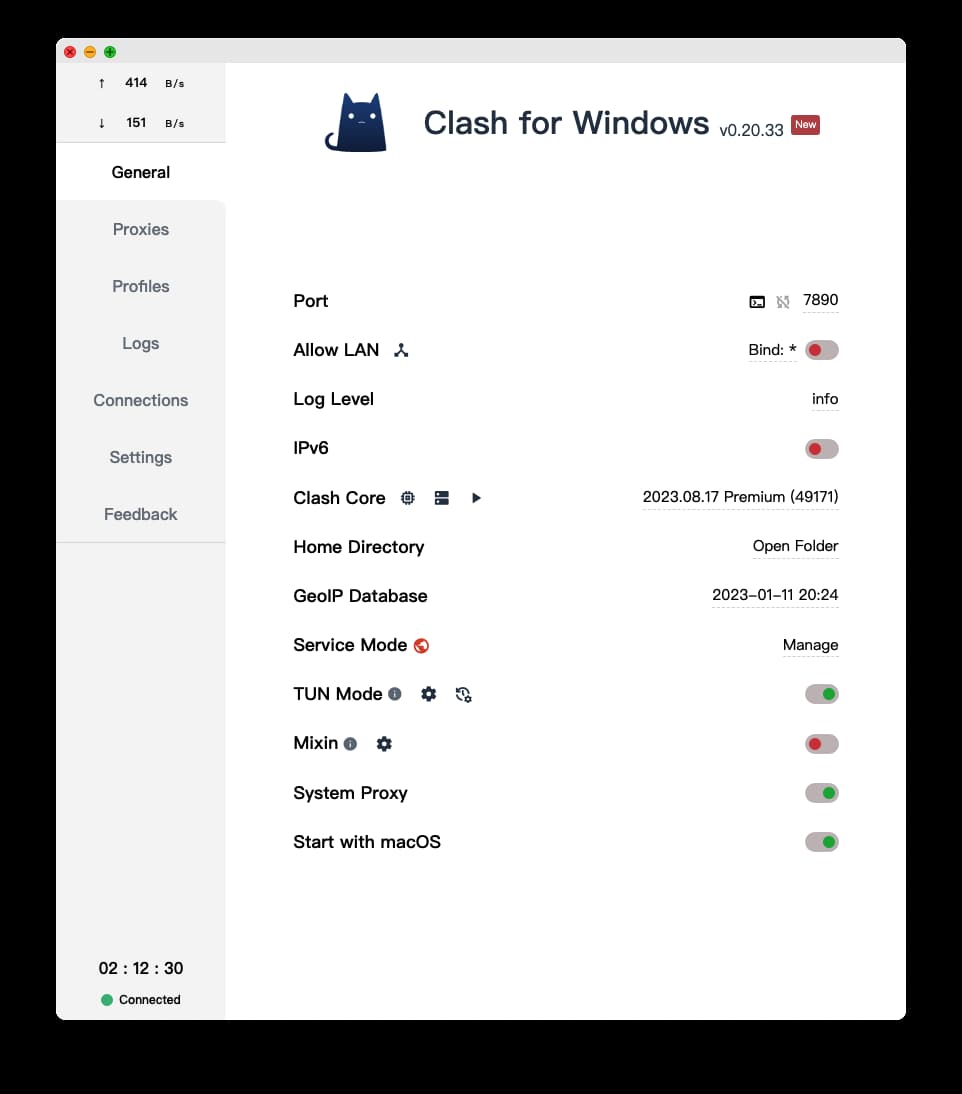 ↑ 414 B/s
↓ 151 B/s
General
Proxies
Profiles
Logs
Connections
Settings
Feedback
02 : 12 : 30
Connected
Clash for Windows v0.20.33 New
Port 7890
Allow LAN Bind: *
Log Level info
IPv6
Clash Core 2023.08.17 Premium (49171)
Home Directory Open Folder
GeoIP Database 2023-01-11 20:24
Service Mode Manage
TUN Mode
Mixin
System Proxy
Start with macOS